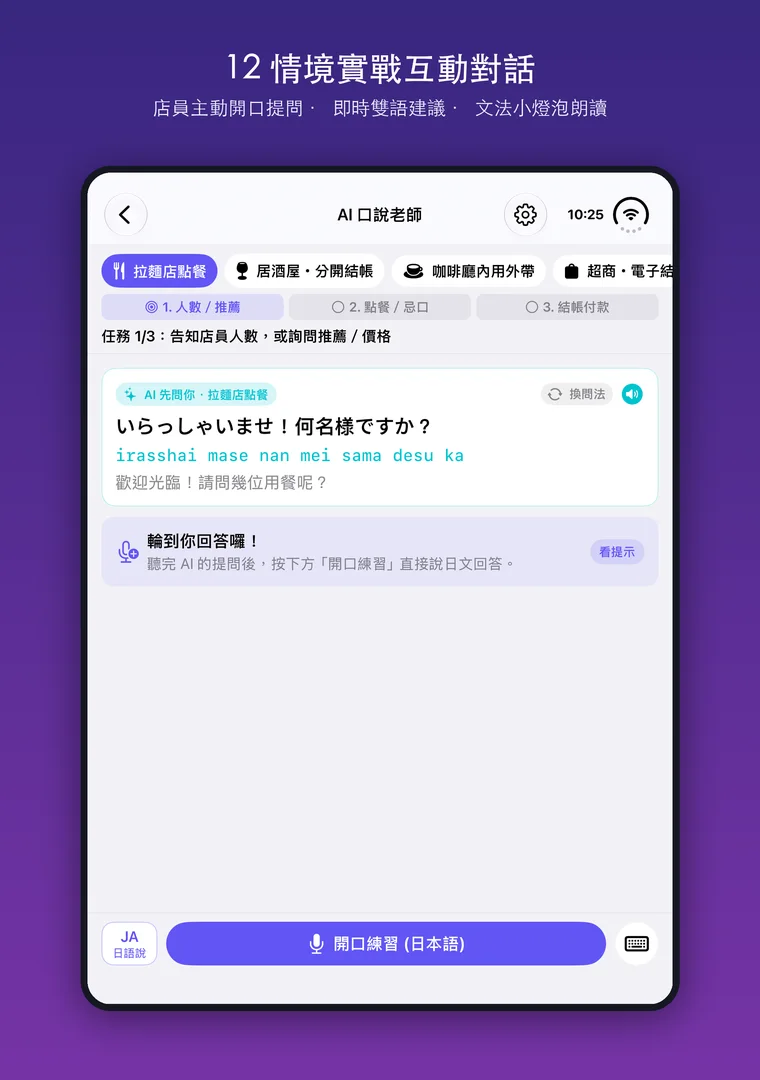 12 情境實戰互動對話
店員主動開口提問 · 即時雙語建議 · 文法小燈泡朗讀
AI 口說老師
10:25
拉麵店點餐 居酒屋・分開結帳 咖啡廳內用外帶 超商・電子結
1. 人數 / 推薦 2. 點餐 / 忌口 3. 結帳付款
任務 1/3：告知店員人數，或詢問推薦 / 價格
AI 先問你 · 拉麵店點餐 換問法
いらっしゃいませ！何名様ですか？
irasshai mase nan mei sama desu ka
歡迎光臨！請問幾位用餐呢？
輪到你回答囉！
聽完 AI 的提問後，按下方「開口練習」直接說日文回答。
看提示
JA
日語說
開口練習 (日本語)